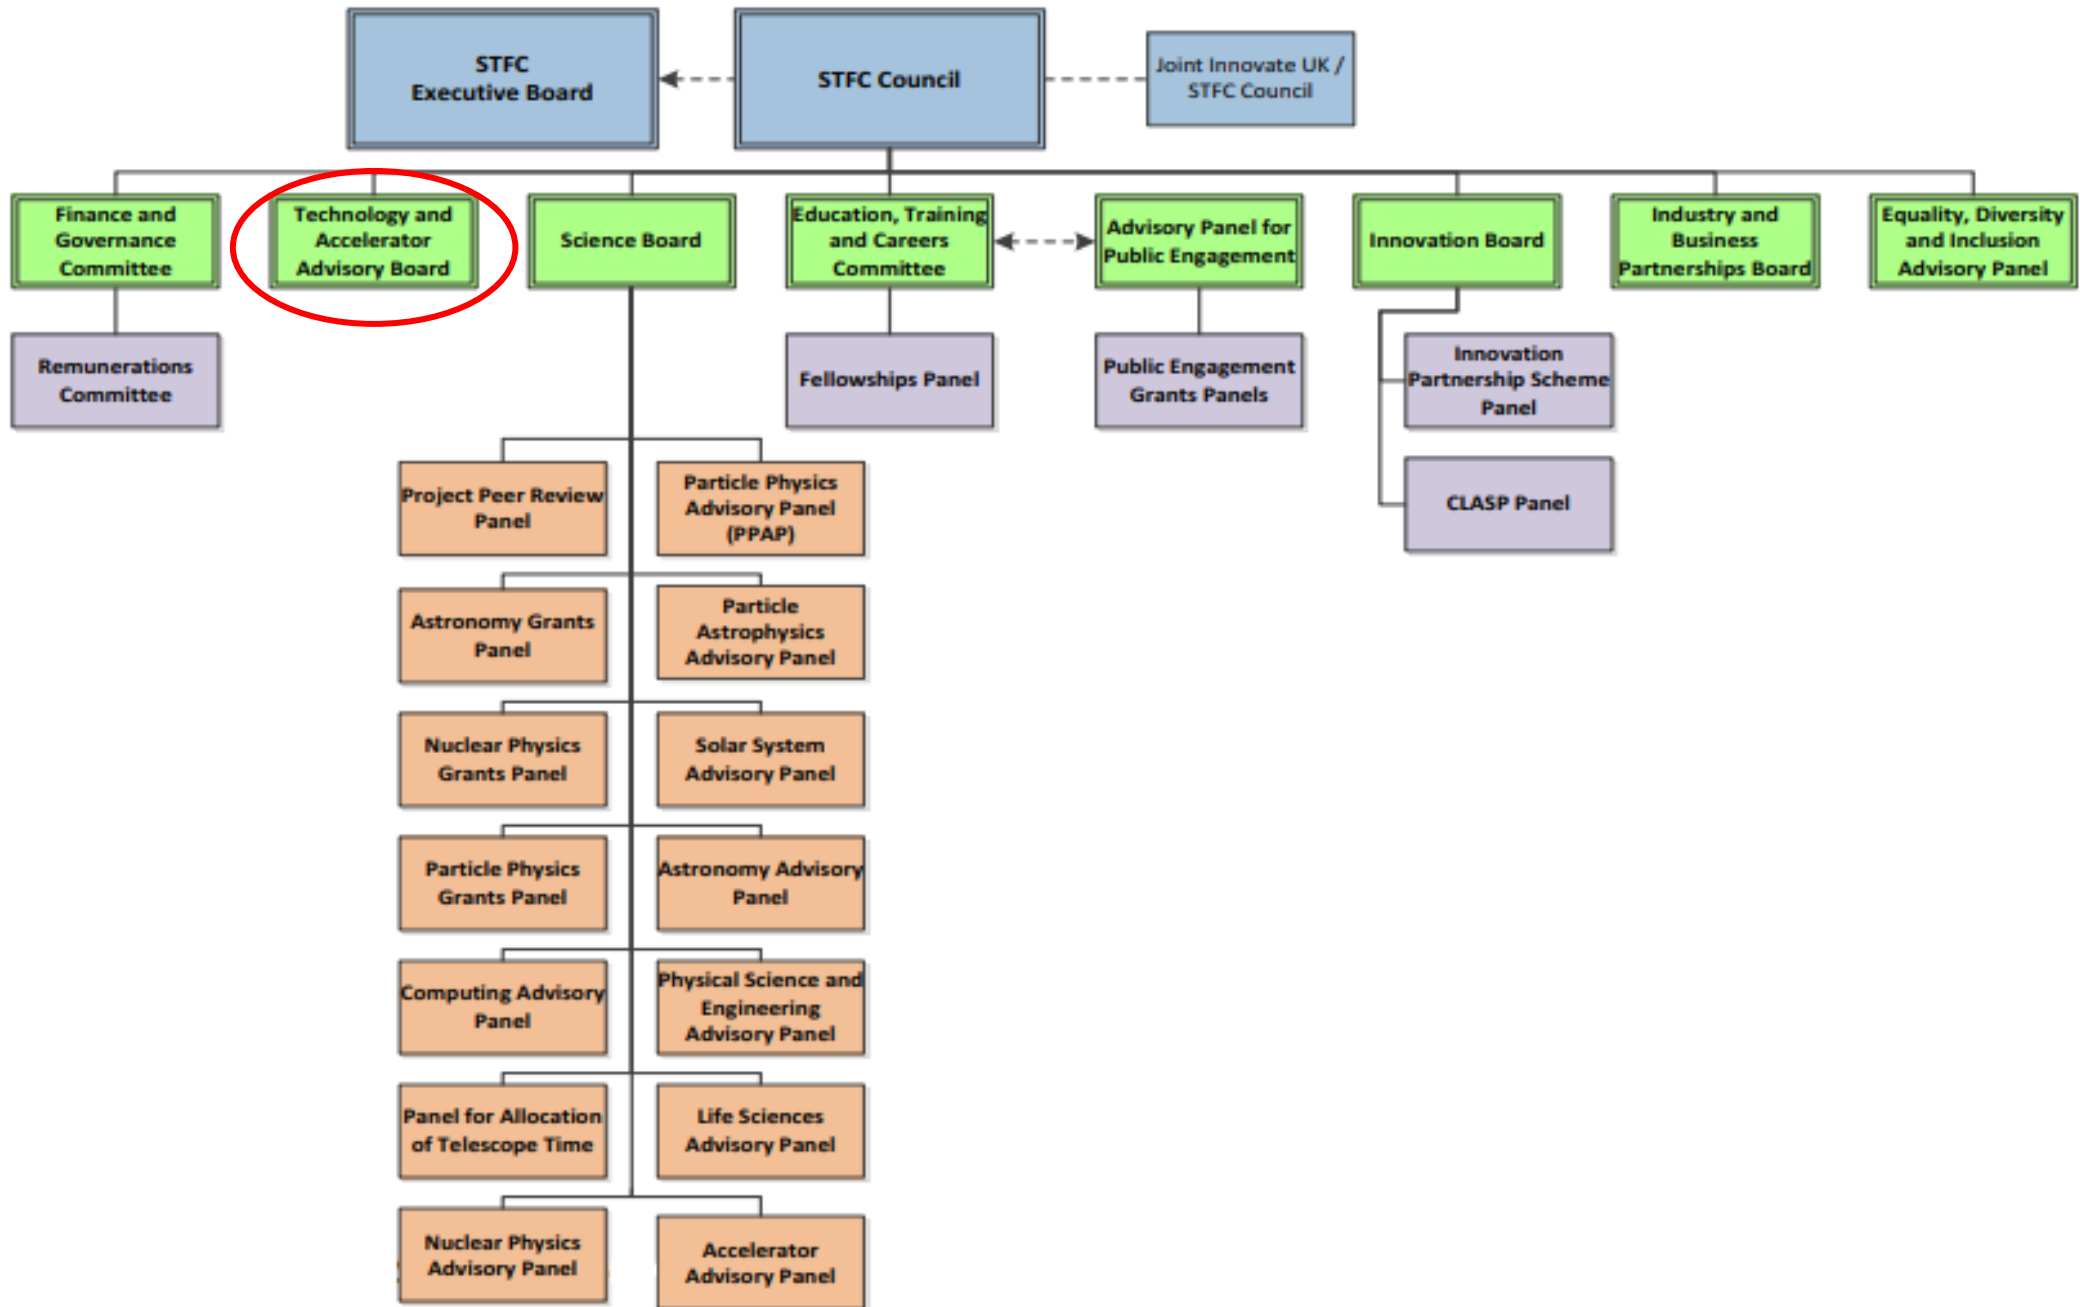 STFC
Executive Board
STFC Council
Joint Innovate UK /
STFC Council
Finance and
Governance
Committee
Technology and
Accelerator
Advisory Board
Science Board
Education, Training
and Careers
Committee
Advisory Panel for
Public Engagement
Innovation Board
Industry and
Business
Partnerships Board
Equality, Diversity
and Inclusion
Advisory Panel
Remunerations
Committee
Fellowships Panel
Public Engagement
Grants Panels
Innovation
Partnership Scheme
Panel
CLASP Panel
Project Peer Review
Panel
Particle Physics
Advisory Panel
(PPAP)
Astronomy Grants
Panel
Particle
Astrophysics
Advisory Panel
Nuclear Physics
Grants Panel
Solar System
Advisory Panel
Particle Physics
Grants Panel
Astronomy Advisory
Panel
Computing Advisory
Panel
Physical Science and
Engineering
Advisory Panel
Panel for Allocation
of Telescope Time
Life Sciences
Advisory Panel
Nuclear Physics
Advisory Panel
Accelerator
Advisory Panel